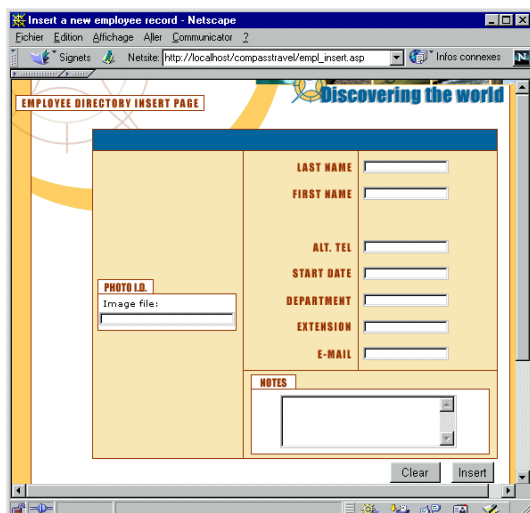 Insert a new employee record - Netscape
Fichier Edition Affichage Aller Communicator ?
Signets Netsite: http://localhost/compasstravel/empl_insert.asp Infos connexes N
Discovering the world
EMPLOYEE DIRECTORY INSERT PAGE
LAST NAME
FIRST NAME
ALT. TEL
START DATE
PHOTO I.D.
Image file:
DEPARTMENT
EXTENSION
E-MAIL
NOTES
Clear Insert